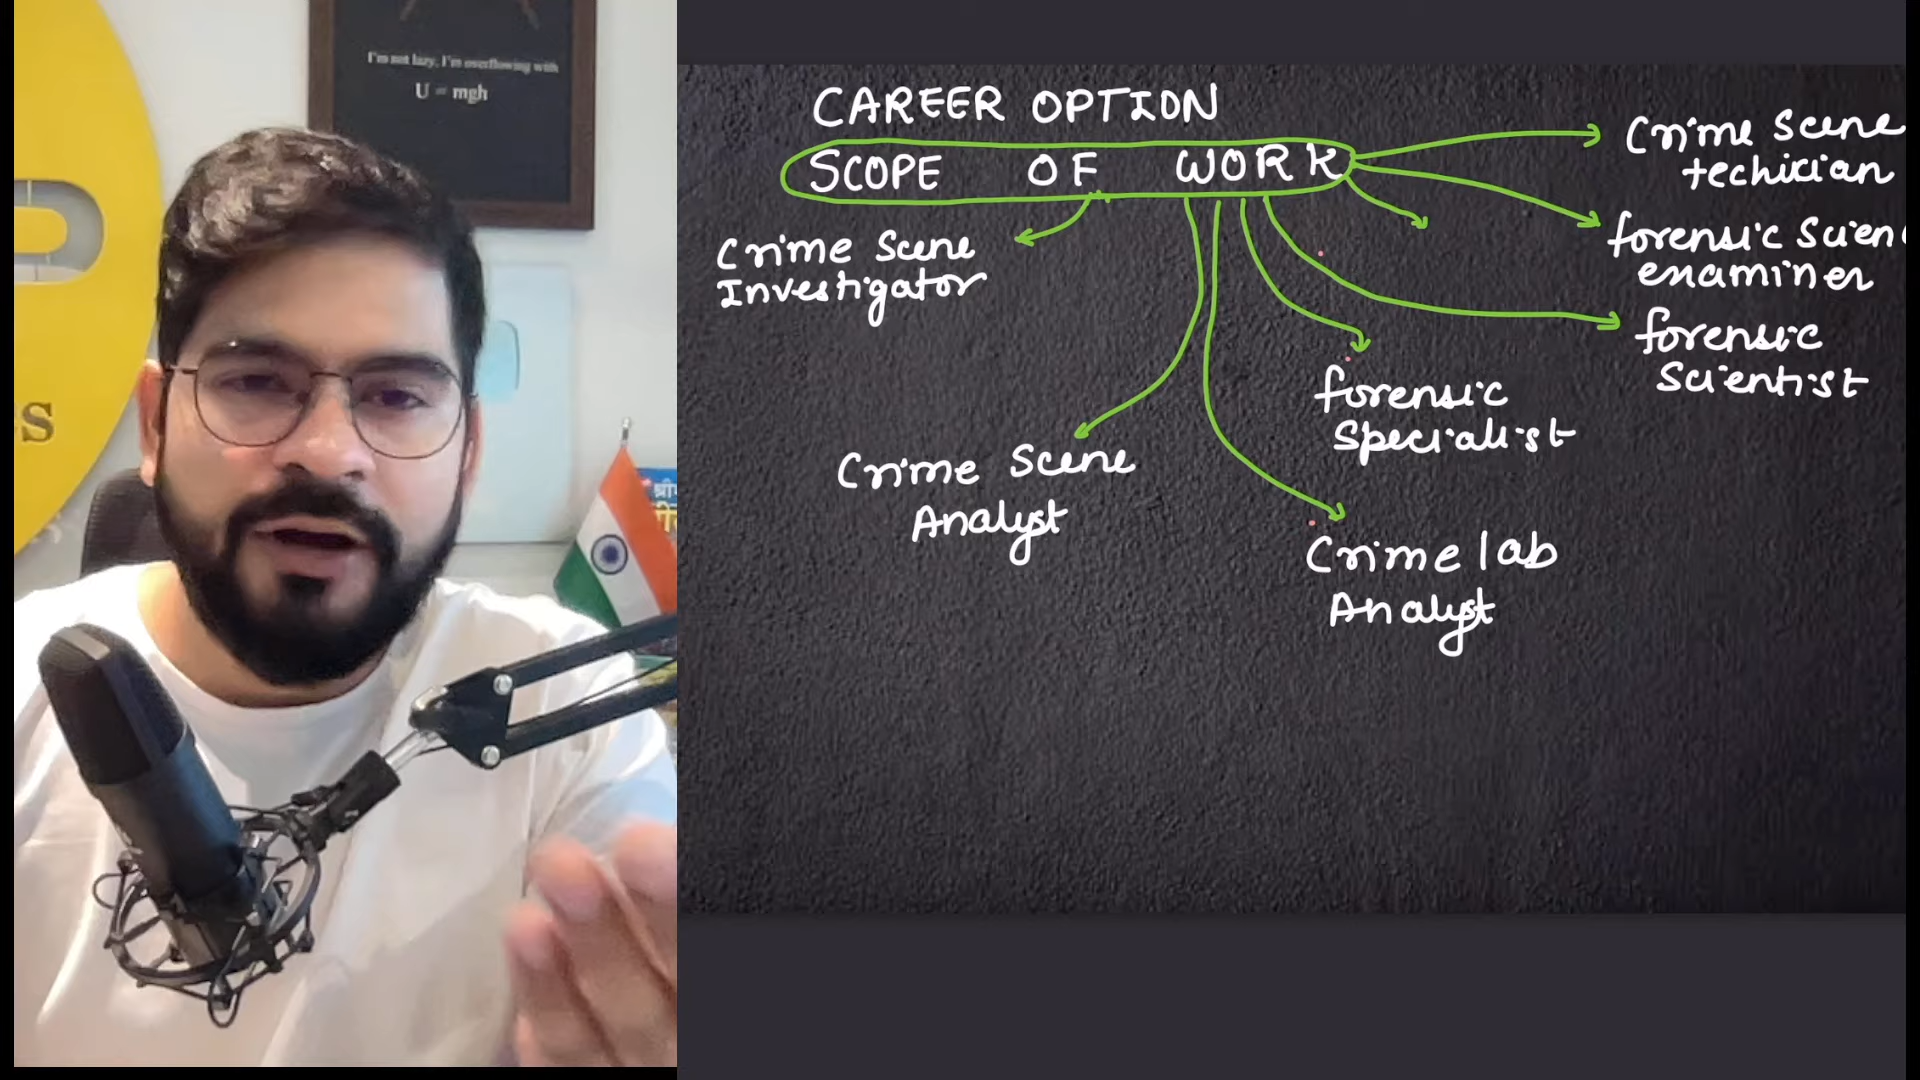 I'm not lazy, I'm overflowing with
U = mgh
S
श्री
CAREER OPTION
SCOPE OF WORK
Crime Scene
techician
forensic Scien
examiner
forensic
Scientist
Crime Scene
Investigator
forensic
Specialist
Crime Scene
Analyst
Crime lab
Analyst